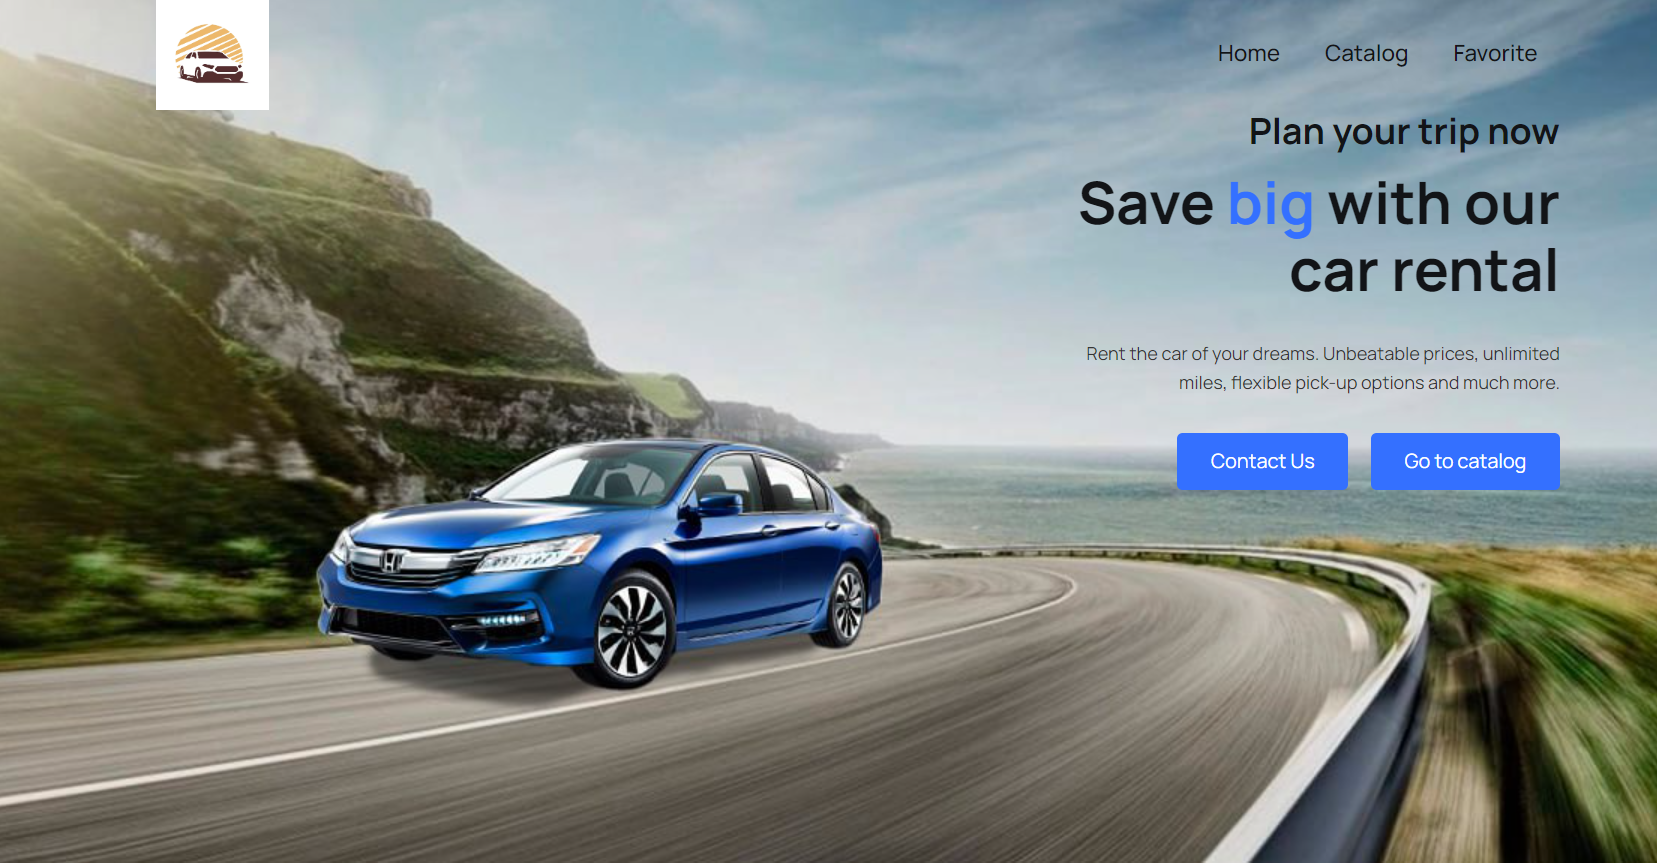 Home Catalog Favorite
Plan your trip now
Save big with our
car rental
Rent the car of your dreams. Unbeatable prices, unlimited
miles, flexible pick-up options and much more.
Contact Us Go to catalog